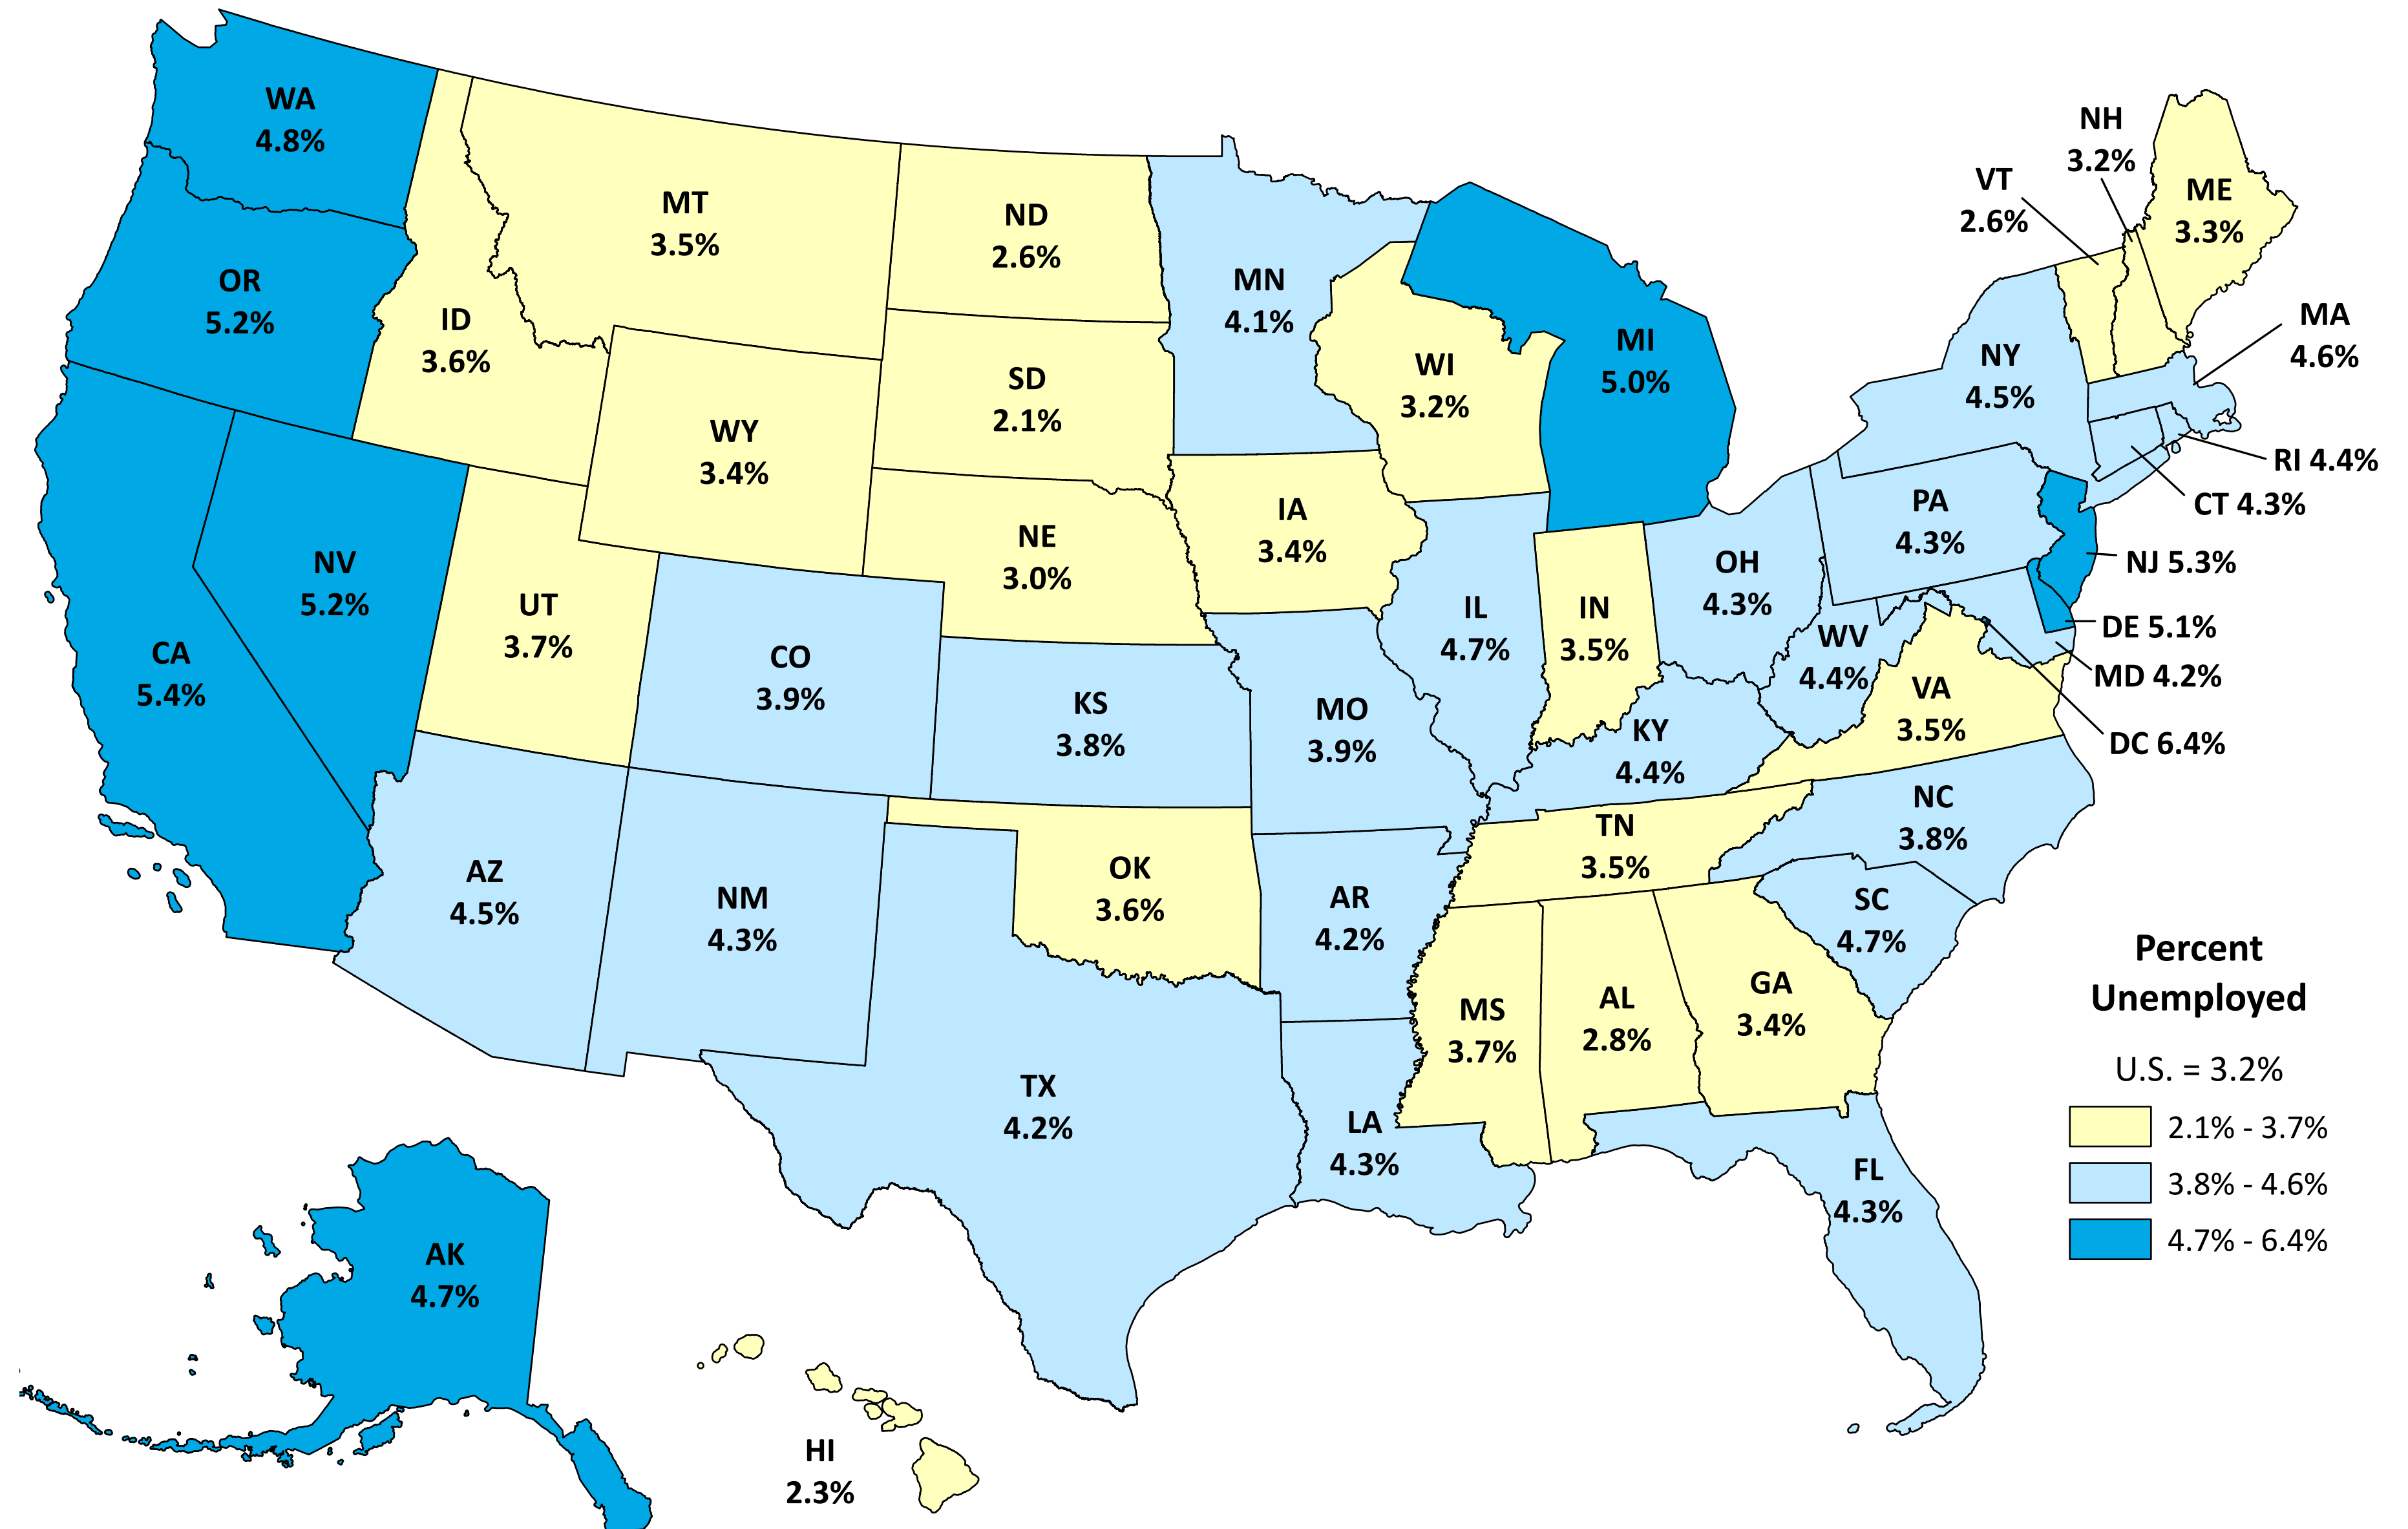 WA
4.8%
OR
5.2%
CA
5.4%
NV
5.2%
ID
3.6%
MT
3.5%
WY
3.4%
UT
3.7%
AZ
4.5%
CO
3.9%
NM
4.3%
ND
2.6%
SD
2.1%
NE
3.0%
KS
3.8%
OK
3.6%
TX
4.2%
MN
4.1%
IA
3.4%
MO
3.9%
AR
4.2%
LA
4.3%
WI
3.2%
IL
4.7%
MI
5.0%
IN
3.5%
OH
4.3%
KY
4.4%
TN
3.5%
MS
3.7%
AL
2.8%
GA
3.4%
FL
4.3%
SC
4.7%
NC
3.8%
VA
3.5%
WV
4.4%
PA
4.3%
NY
4.5%
VT
2.6%
NH
3.2%
ME
3.3%
MA
4.6%
RI 4.4%
CT 4.3%
NJ 5.3%
DE 5.1%
MD 4.2%
DC 6.4%
AK
4.7%
HI
2.3%
Percent
Unemployed
U.S. = 3.2%
2.1% - 3.7%
3.8% - 4.6%
4.7% - 6.4%